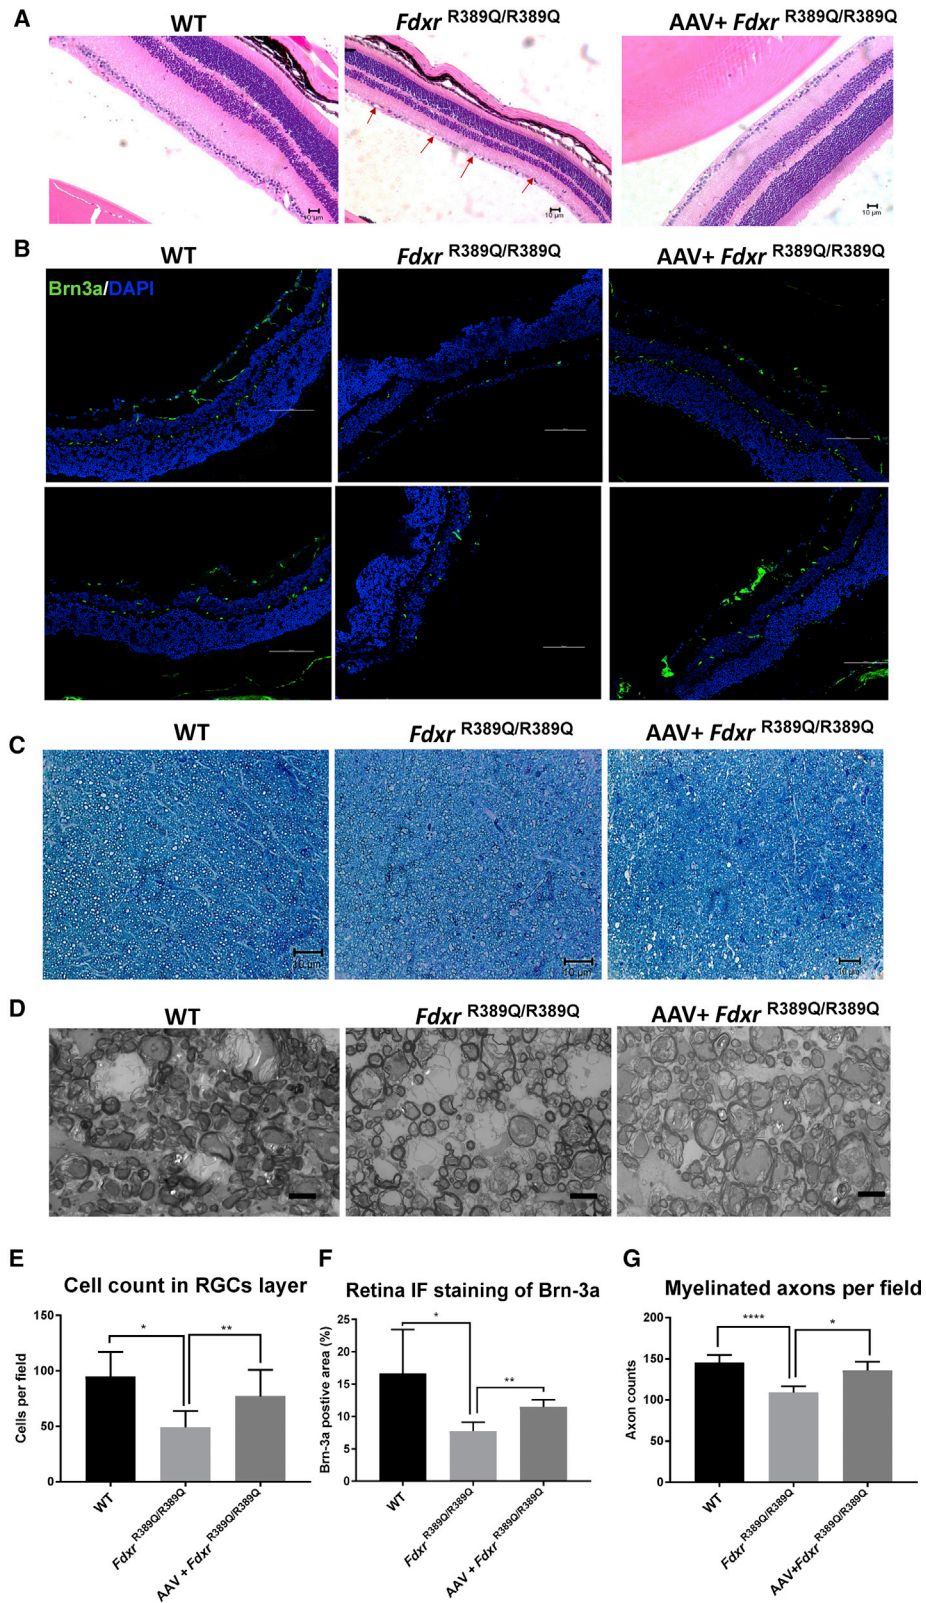 A
WT
Fdxr R389Q/R389Q
AAV+ Fdxr R389Q/R389Q
10 µm
10 µm
10 µm
B
WT
Fdxr R389Q/R389Q
AAV+ Fdxr R389Q/R389Q
Brn3a/DAPI
C
WT
Fdxr R389Q/R389Q
AAV+ Fdxr R389Q/R389Q
10 µm
10 µm
10 µm
D
WT
Fdxr R389Q/R389Q
AAV+ Fdxr R389Q/R389Q
E
Cell count in RGCs layer
Cells per field
150
100
50
0
*
**
WT
Fdxr R389Q/R389Q
AAV + Fdxr R389Q/R389Q
F
Retina IF staining of Brn-3a
Brn-3a postive area (%)
25
20
15
10
5
0
*
**
WT
Fdxr R389Q/R389Q
AAV + Fdxr R389Q/R389Q
G
Myelinated axons per field
Axon counts
200
150
100
50
0
****
*
WT
Fdxr R389Q/R389Q
AAV+Fdxr R389Q/R389Q